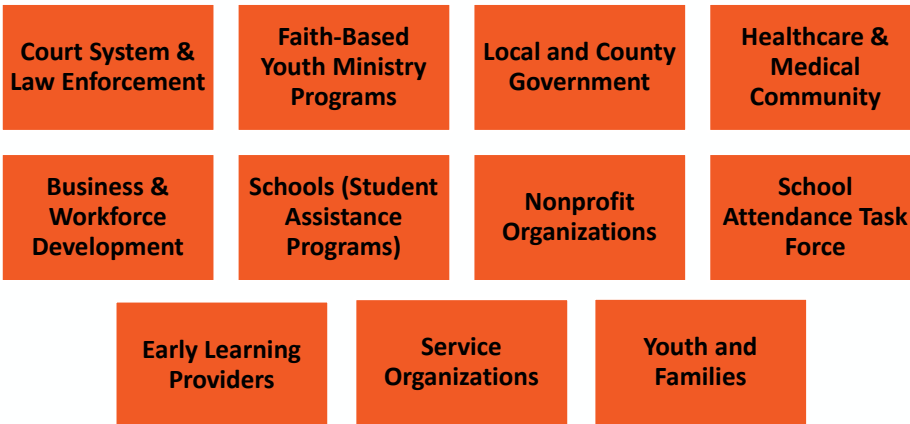 Court System &
Law Enforcement
Faith-Based
Youth Ministry
Programs
Local and County
Government
Healthcare &
Medical
Community
Business &
Workforce
Development
Schools (Student
Assistance
Programs)
Nonprofit
Organizations
School
Attendance Task
Force
Early Learning
Providers
Service
Organizations
Youth and
Families